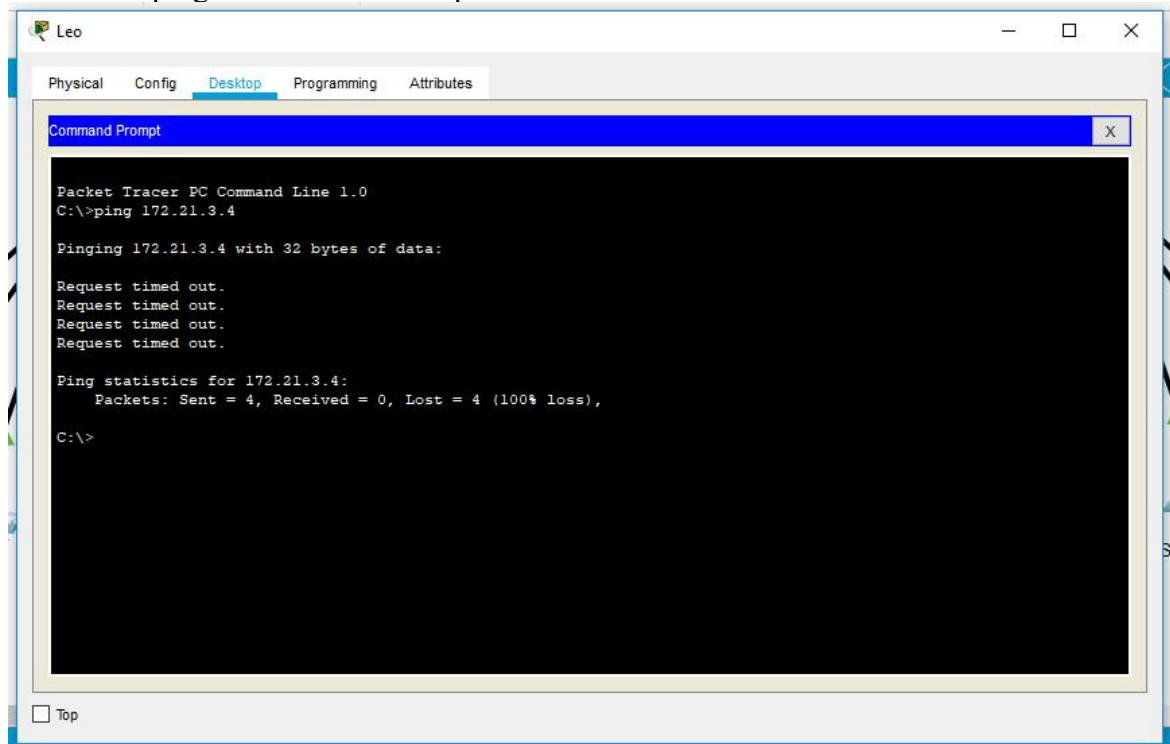 Leo
Physical Config Desktop Programming Attributes
Command Prompt
X
Packet Tracer PC Command Line 1.0
C:\>ping 172.21.3.4
Pinging 172.21.3.4 with 32 bytes of data:
Request timed out.
Request timed out.
Request timed out.
Request timed out.
Ping statistics for 172.21.3.4:
Packets: Sent = 4, Received = 0, Lost = 4 (100% loss),
C:\>
Top